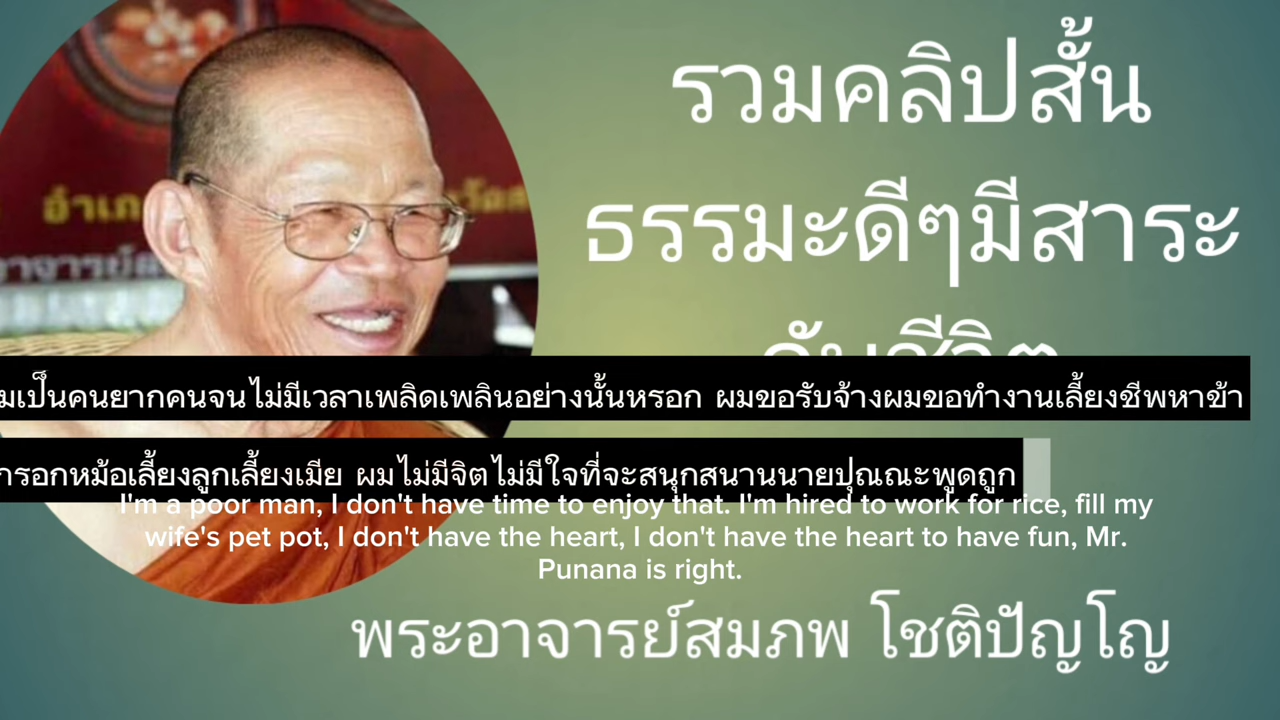 รวมคลิปสั้น
ธรรมะดีๆมีสาระ
กับชีวิต
อำเภ
มเป็นคนยากคนจนไม่มีเวลาเพลิดเพลินอย่างนั้นหรอก ผมขอรับจ้างผมขอทำงานเลี้ยงชีพหาข้า
กรอกหม้อเลี้ยงลูกเลี้ยงเมีย ผมไม่มีจิตไม่มีใจที่จะสนุกสนานนายปุณณะพูดถูก
I'm a poor man, I don't have time to enjoy that. I'm hired to work for rice, fill my
wife's pet pot, I don't have the heart, I don't have the heart to have fun, Mr.
Punana is right.
พระอาจารย์สมภพ โชติปัญโญ